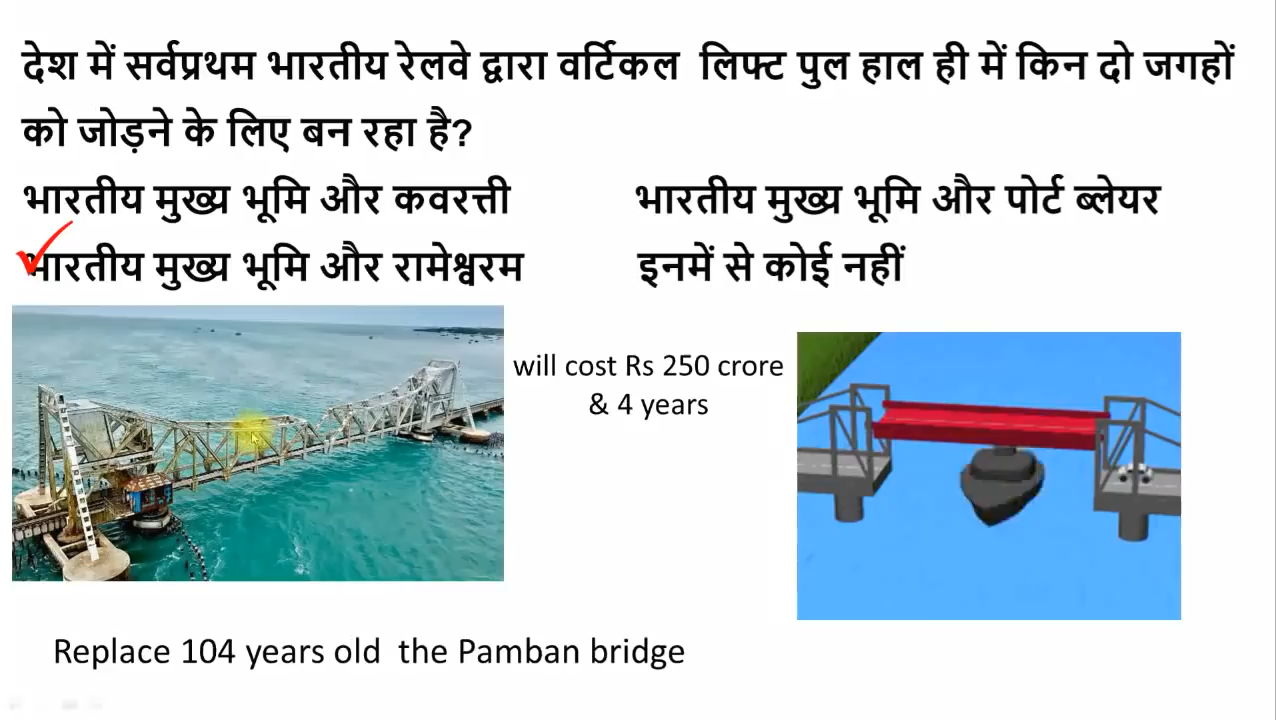 देश में सर्वप्रथम भारतीय रेलवे द्वारा वर्टिकल लिफ्ट पुल हाल ही में किन दो जगहों
को जोड़ने के लिए बन रहा है?
भारतीय मुख्य भूमि और कवरत्ती
भारतीय मुख्य भूमि और पोर्ट ब्लेयर
भारतीय मुख्य भूमि और रामेश्वरम
इनमें से कोई नहीं
will cost Rs 250 crore
& 4 years
Replace 104 years old the Pamban bridge